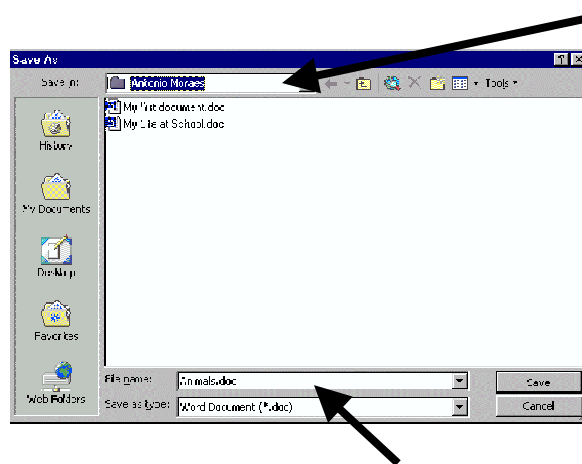 Save As
Save in: Antonio Moraes Tools
My first document.doc
My Life at School.doc
History
My Documents
Desktop
Favorites
Web Folders
File name: Animals.doc Save
Save as type: Word Document (*.doc) Cancel